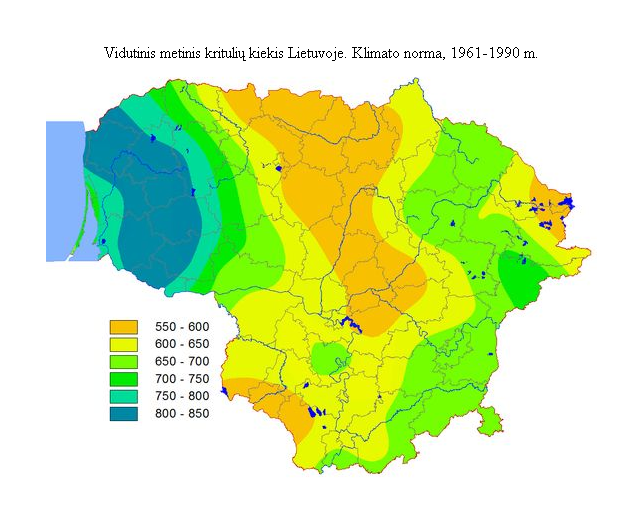 Vidutinis metinis kritulių kiekis Lietuvoje. Klimato norma, 1961-1990 m.
550 - 600
600 - 650
650 - 700
700 - 750
750 - 800
800 - 850